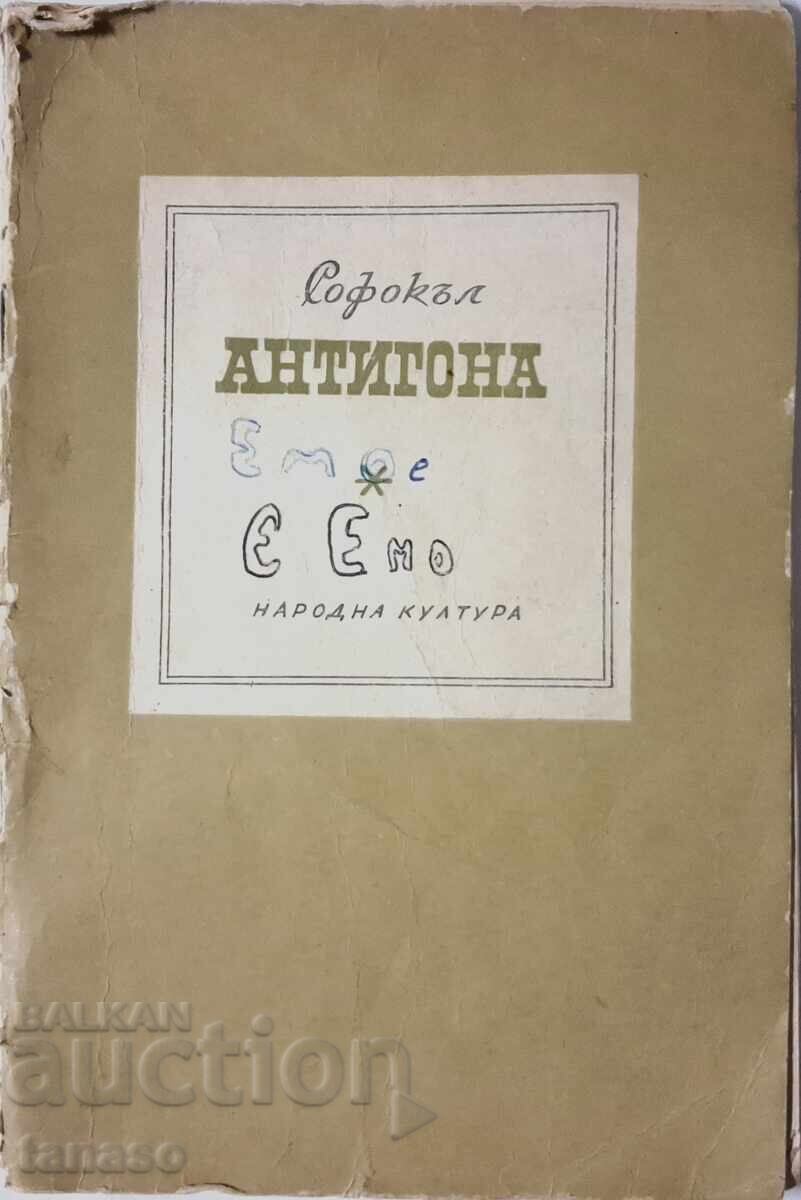 Софокъл
АНТИГОНА
Емо е
Е Емо
НАРОДНА КУЛТУРА
BALKAN
auction
tanaso